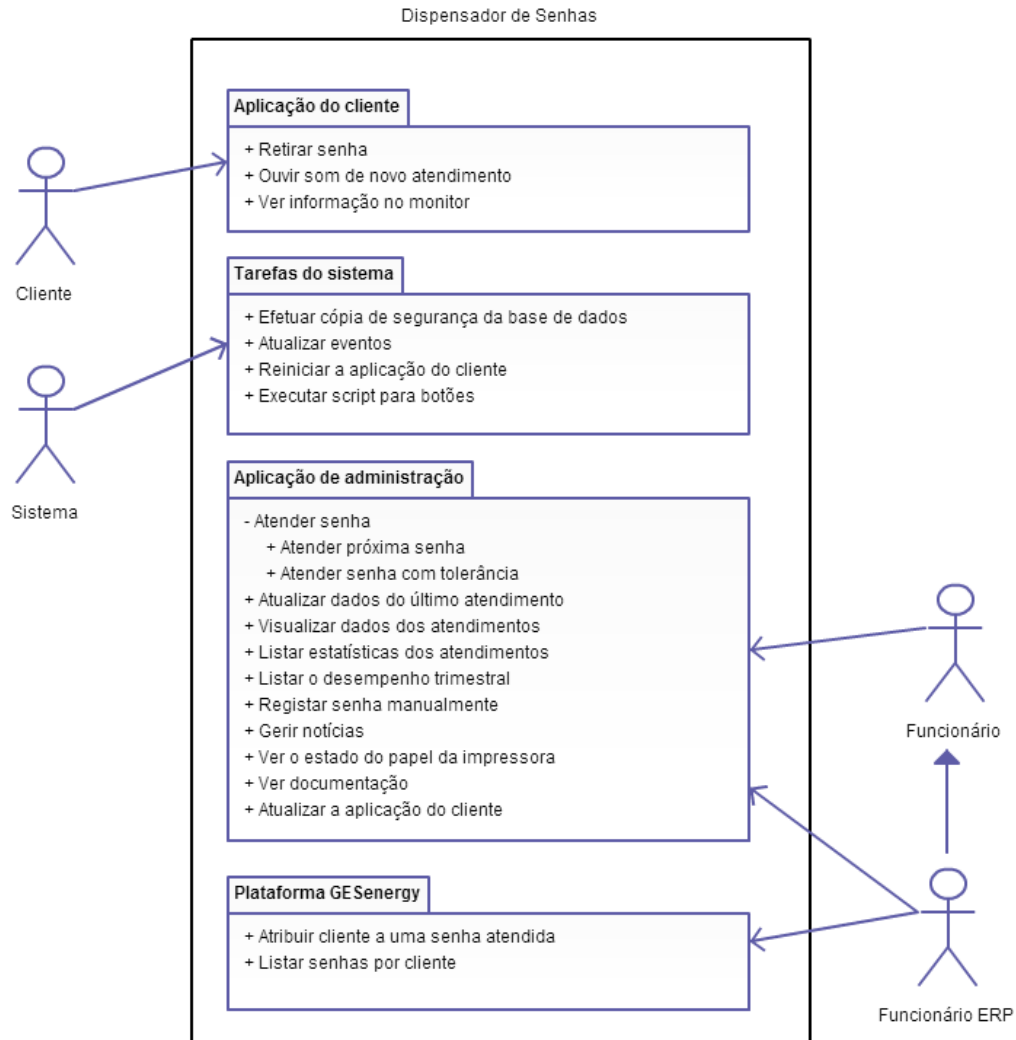 Dispensador de Senhas
Aplicação do cliente
+ Retirar senha
+ Ouvir som de novo atendimento
+ Ver informação no monitor
Cliente
Tarefas do sistema
+ Efetuar cópia de segurança da base de dados
+ Atualizar eventos
+ Reiniciar a aplicação do cliente
+ Executar script para botões
Sistema
Aplicação de administração
- Atender senha
+ Atender próxima senha
+ Atender senha com tolerância
+ Atualizar dados do último atendimento
+ Visualizar dados dos atendimentos
+ Listar estatísticas dos atendimentos
+ Listar o desempenho trimestral
+ Registar senha manualmente
+ Gerir notícias
+ Ver o estado do papel da impressora
+ Ver documentação
+ Atualizar a aplicação do cliente
Funcionário
Plataforma GESenergy
+ Atribuir cliente a uma senha atendida
+ Listar senhas por cliente
Funcionário ERP